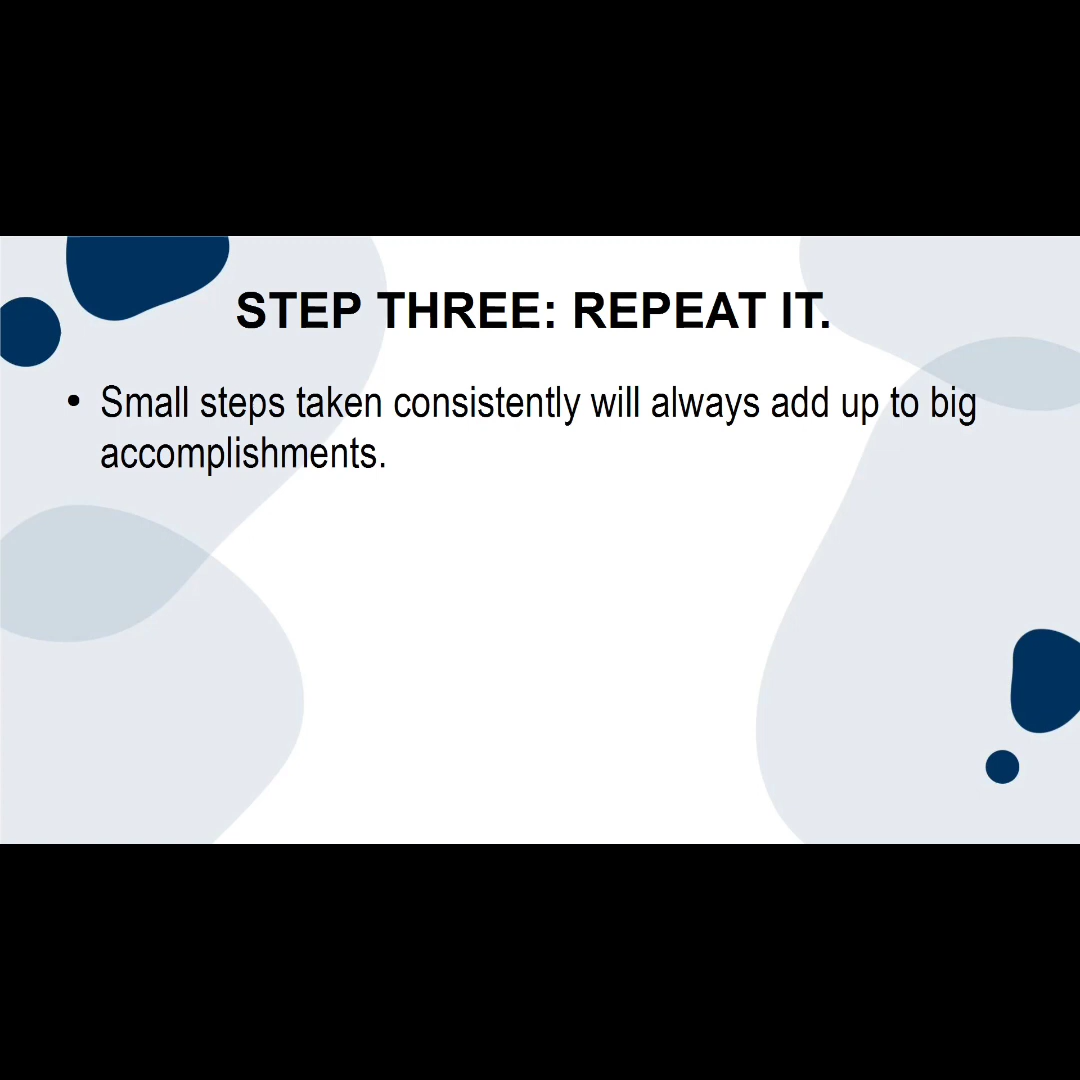 STEP THREE: REPEAT IT.
• Small steps taken consistently will always add up to big
accomplishments.